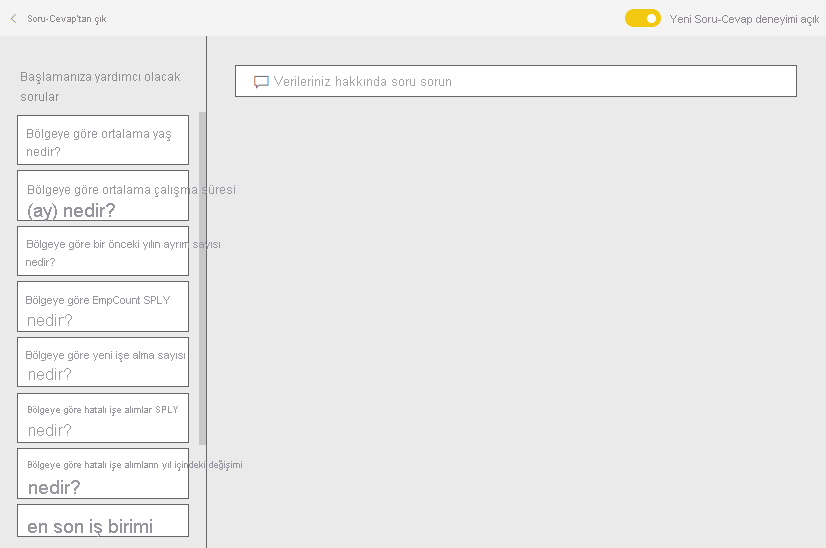 Soru-Cevap'tan çık
Yeni Soru-Cevap deneyimi açık
Başlamanıza yardımcı olacak
sorular
Verileriniz hakkında soru sorun
Bölgeye göre ortalama yaş
nedir?
Bölgeye göre ortalama çalışma süresi
(ay) nedir?
Bölgeye göre bir önceki yılın ayrım sayısı
nedir?
Bölgeye göre EmpCount SPLY
nedir?
Bölgeye göre yeni işe alma sayısı
nedir?
Bölgeye göre hatalı işe alımlar SPLY
nedir?
Bölgeye göre hatalı işe alımların yıl içindeki değişimi
nedir?
en son iş birimi